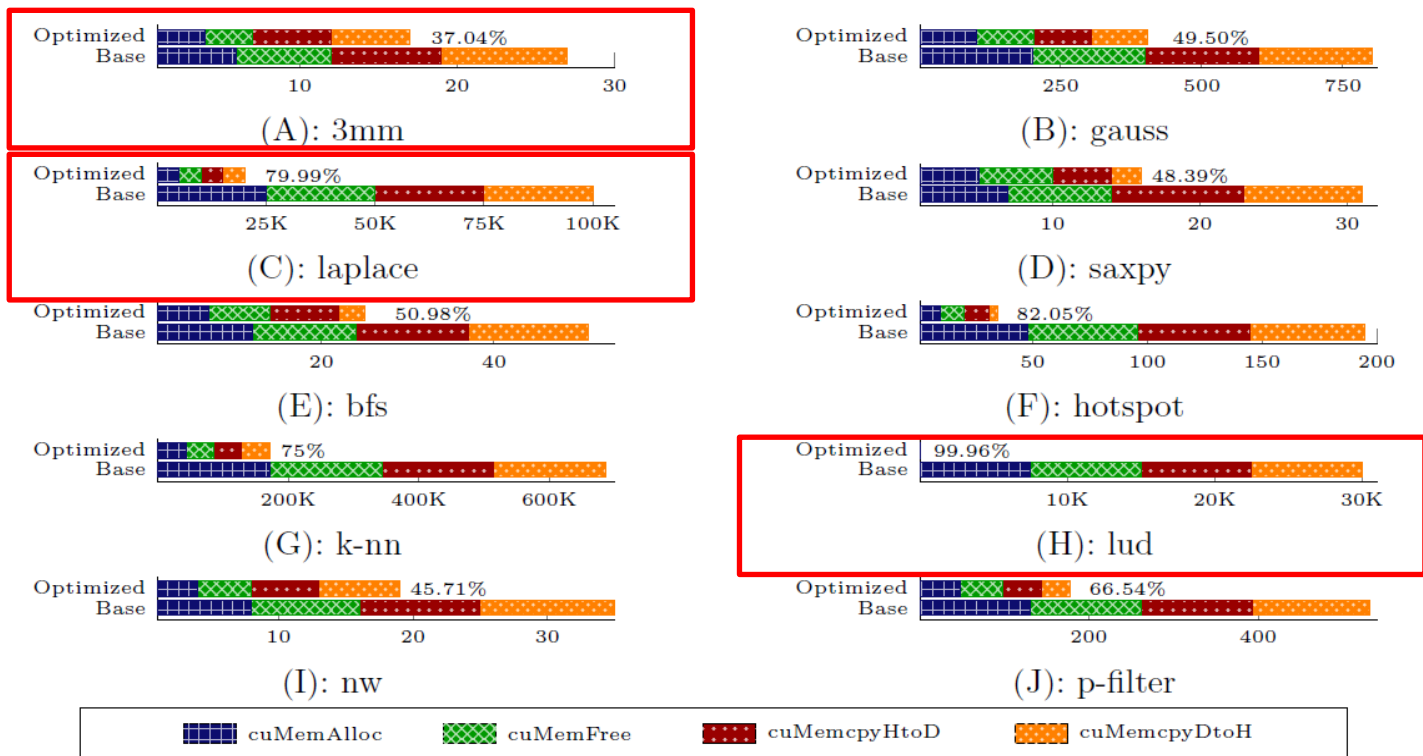 Optimized 37.04%
Base
10 20 30
(A): 3mm
Optimized 49.50%
Base
250 500 750
(B): gauss
Optimized 79.99%
Base
25K 50K 75K 100K
(C): laplace
Optimized 48.39%
Base
10 20 30
(D): saxpy
Optimized 50.98%
Base
20 40
(E): bfs
Optimized 82.05%
Base
50 100 150 200
(F): hotspot
Optimized 75%
Base
200K 400K 600K
(G): k-nn
Optimized 99.96%
Base
10K 20K 30K
(H): lud
Optimized 45.71%
Base
10 20 30
(I): nw
Optimized 66.54%
Base
200 400
(J): p-filter
cuMemAlloc cuMemFree cuMemcpyHtoD cuMemcpyDtoH